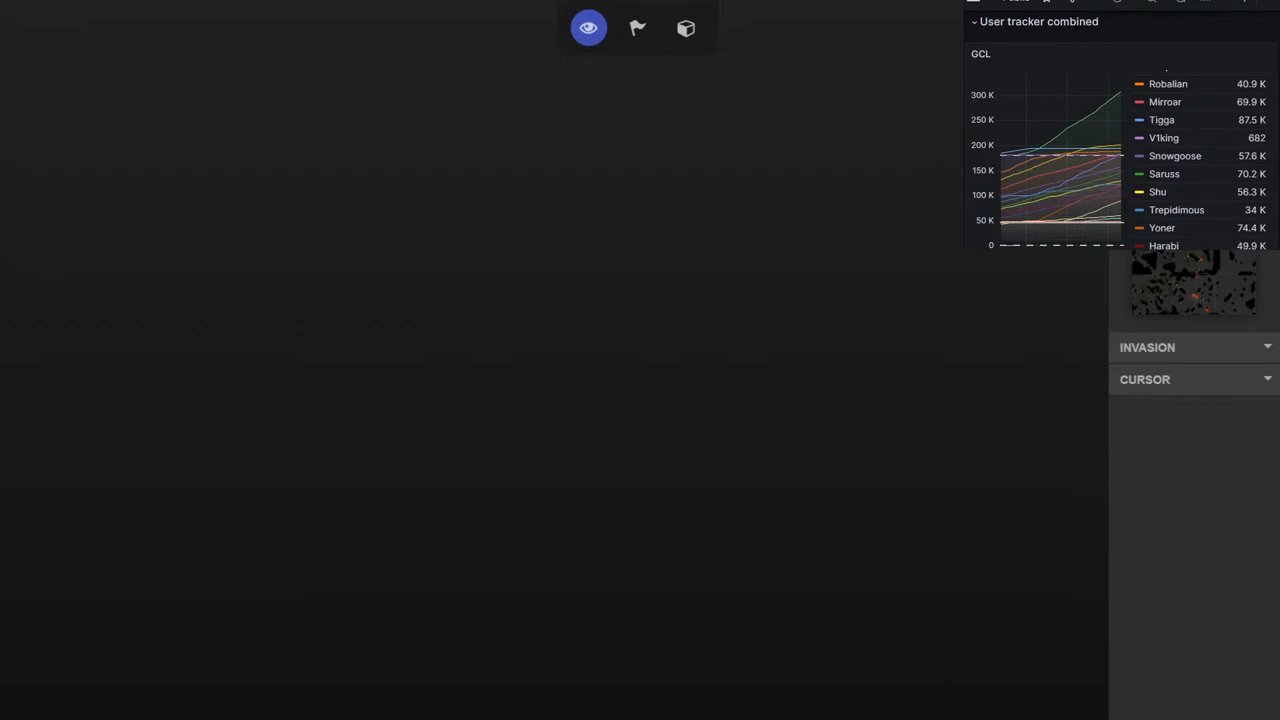 User tracker combined
GCL
300 K
250 K
200 K
150 K
100 K
50 K
0
Robalian 40.9 K
Mirroar 69.9 K
Tigga 87.5 K
V1king 682
Snowgoose 57.6 K
Saruss 70.2 K
Shu 56.3 K
Trepidimous 34 K
Yoner 74.4 K
Harabi 49.9 K
INVASION
CURSOR